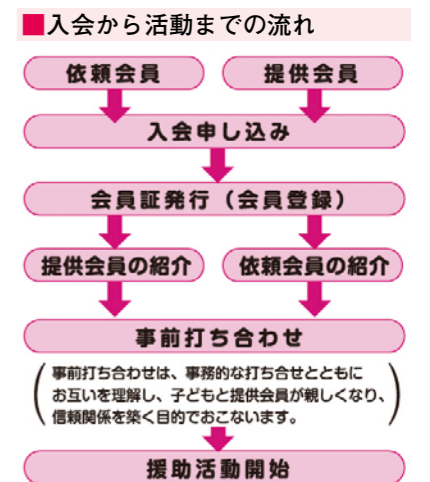 ■入会から活動までの流れ
依頼会員 提供会員
入会申し込み
会員証発行（会員登録）
提供会員の紹介 依頼会員の紹介
事前打ち合わせ
事前打ち合わせは、事務的な打ち合せとともに
お互いを理解し、子どもと提供会員が親しくなり、
信頼関係を築く目的でおこないます。
援助活動開始